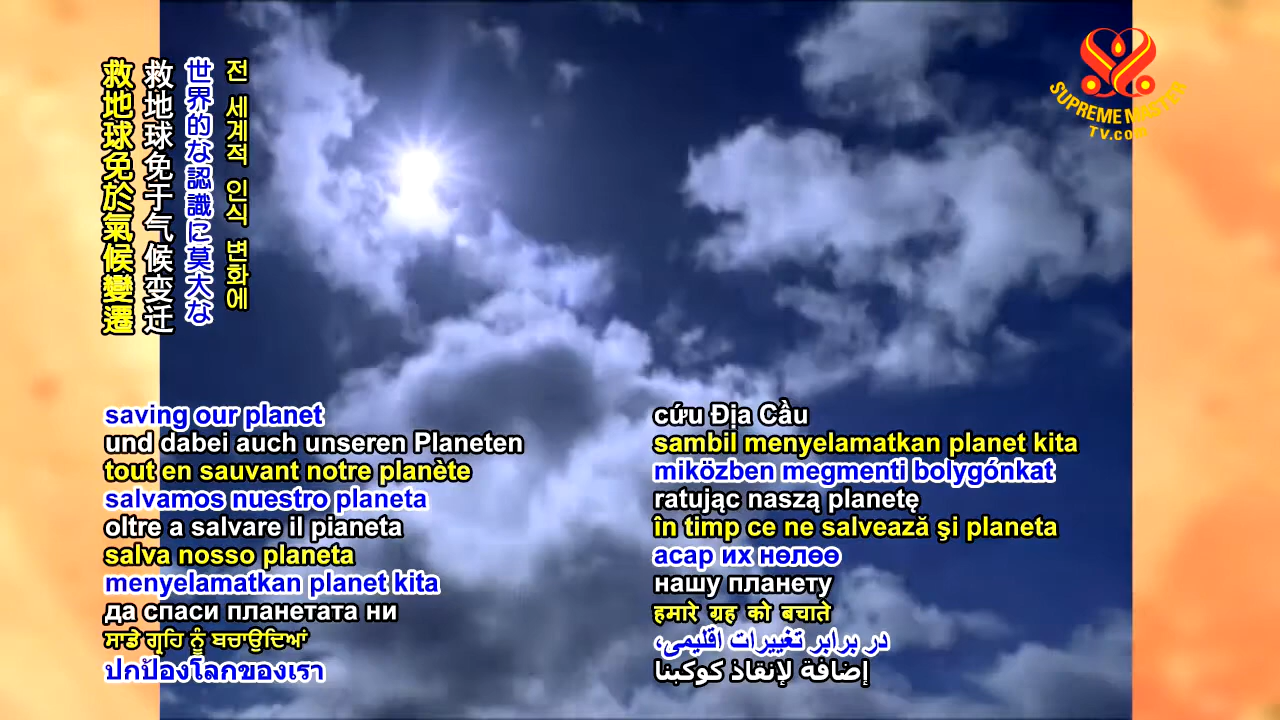 救地球免於氣候變遷
救地球免于气候变迁
世界的な認識に莫大な
전 세계적 인식 변화에
SUPREME MASTER
TV.com
saving our planet
und dabei auch unseren Planeten
tout en sauvant notre planète
salvamos nuestro planeta
oltre a salvare il pianeta
salva nosso planeta
menyelamatkan planet kita
да спаси планетата ни
ਸਾਡੇ ਗ੍ਰਹਿ ਨੂੰ ਬਚਾਉਦਿਆਂ
ปกป้องโลกของเรา
cứu Địa Cầu
sambil menyelamatkan planet kita
miközben megmenti bolygónkat
ratując naszą planetę
în timp ce ne salvează şi planeta
асар их нөлөө
нашу планету
हमारे ग्रह को बचाते
در برابر تغییرات اقلیمی،
إضافة لإنقاذ كوكبنا